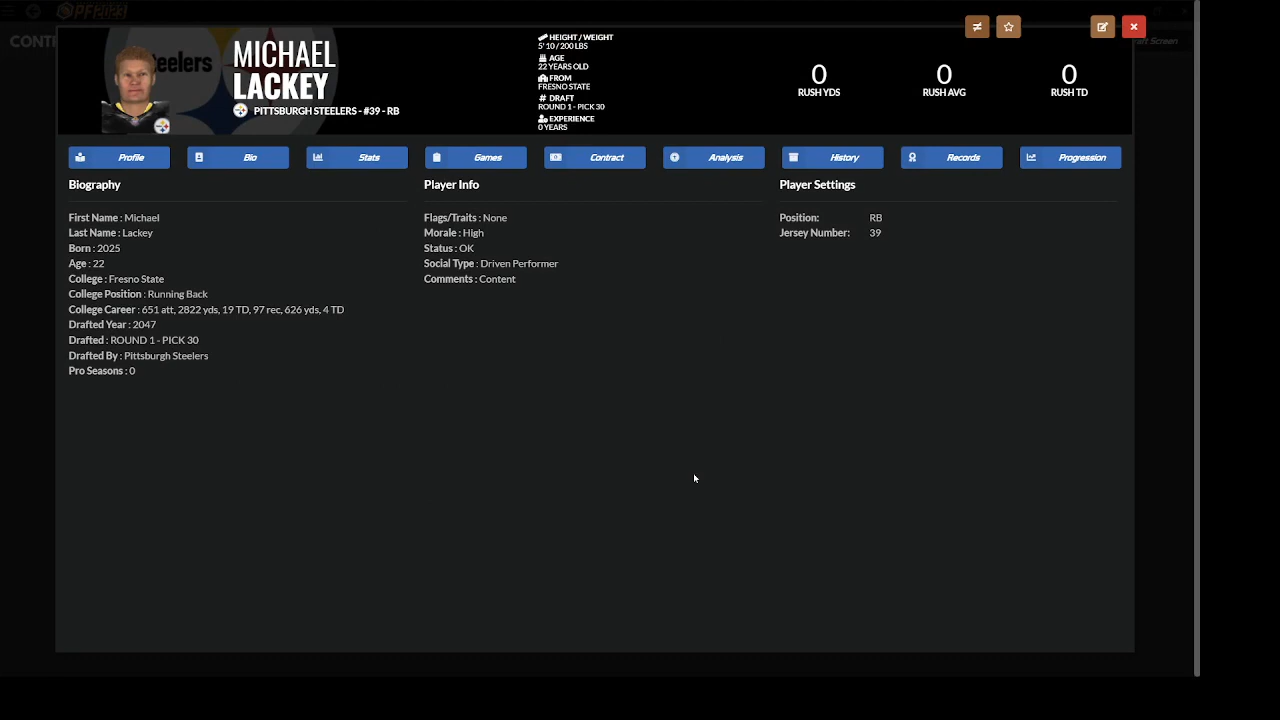 PF2023
CONTI
ft Screen
Steelers
MICHAEL
LACKEY
PITTSBURGH STEELERS - #39 - RB
HEIGHT / WEIGHT
5' 10 / 200 LBS
AGE
22 YEARS OLD
FROM
FRESNO STATE
DRAFT
ROUND 1 - PICK 30
EXPERIENCE
0 YEARS
0
RUSH YDS
0
RUSH AVG
0
RUSH TD
Profile
Bio
Stats
Games
Contract
Analysis
History
Records
Progression
Biography
First Name : Michael
Last Name : Lackey
Born : 2025
Age : 22
College : Fresno State
College Position : Running Back
College Career : 651 att, 2822 yds, 19 TD, 97 rec, 626 yds, 4 TD
Drafted Year : 2047
Drafted : ROUND 1 - PICK 30
Drafted By : Pittsburgh Steelers
Pro Seasons : 0
Player Info
Flags/Traits : None
Morale : High
Status : OK
Social Type : Driven Performer
Comments : Content
Player Settings
Position: RB
Jersey Number: 39